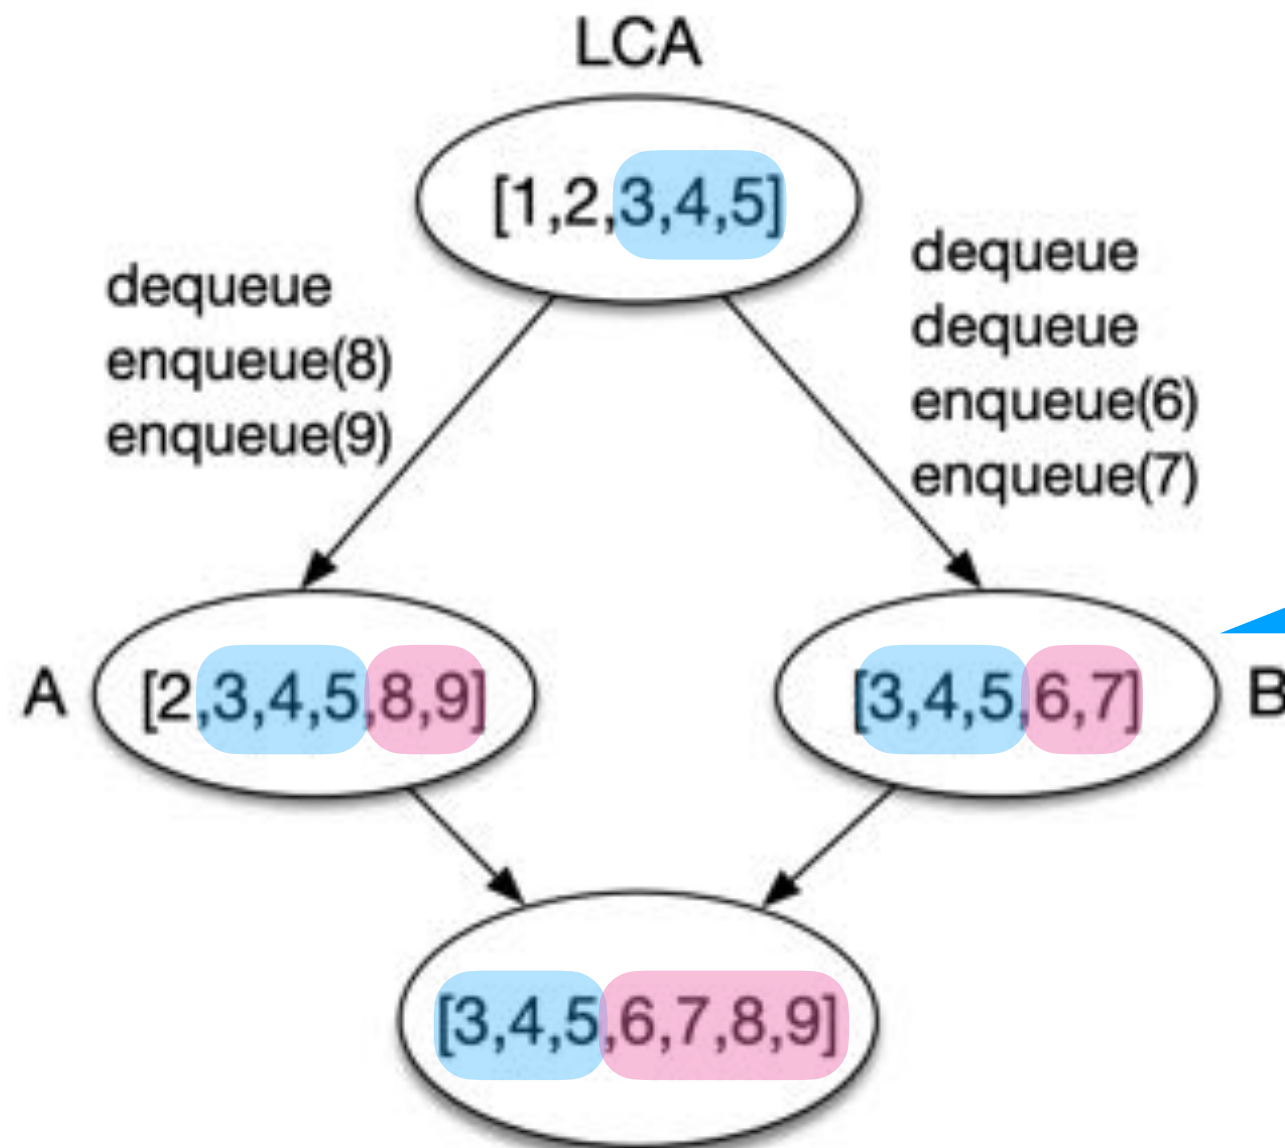 LCA
[1,2,3,4,5]
dequeue
enqueue(8)
enqueue(9)
dequeue
dequeue
enqueue(6)
enqueue(7)
A
[2,3,4,5,8,9]
[3,4,5,6,7]
B
[3,4,5,6,7,8,9]